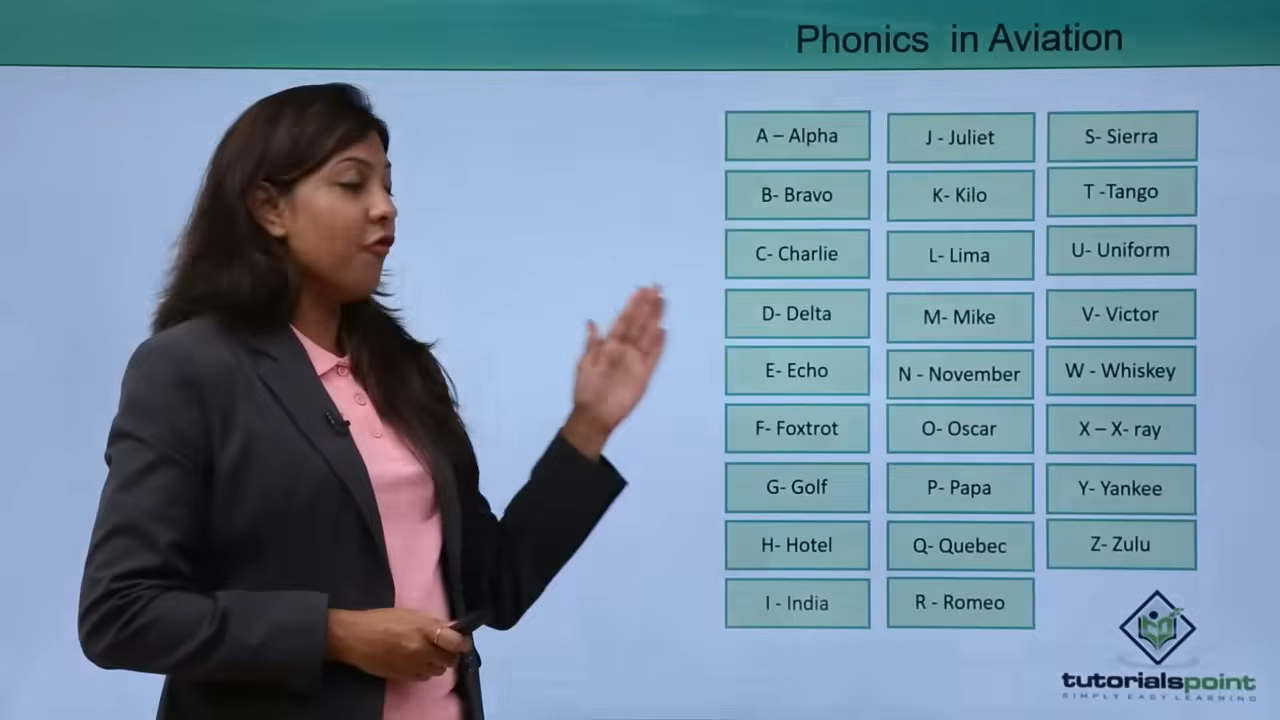 Phonics in Aviation
A – Alpha
B- Bravo
C- Charlie
D- Delta
E- Echo
F- Foxtrot
G- Golf
H- Hotel
I - India
J - Juliet
K- Kilo
L- Lima
M- Mike
N - November
O- Oscar
P- Papa
Q- Quebec
R - Romeo
S- Sierra
T -Tango
U- Uniform
V- Victor
W - Whiskey
X – X- ray
Y- Yankee
Z- Zulu
tutorialspoint
SIMPLY EASY LEARNING